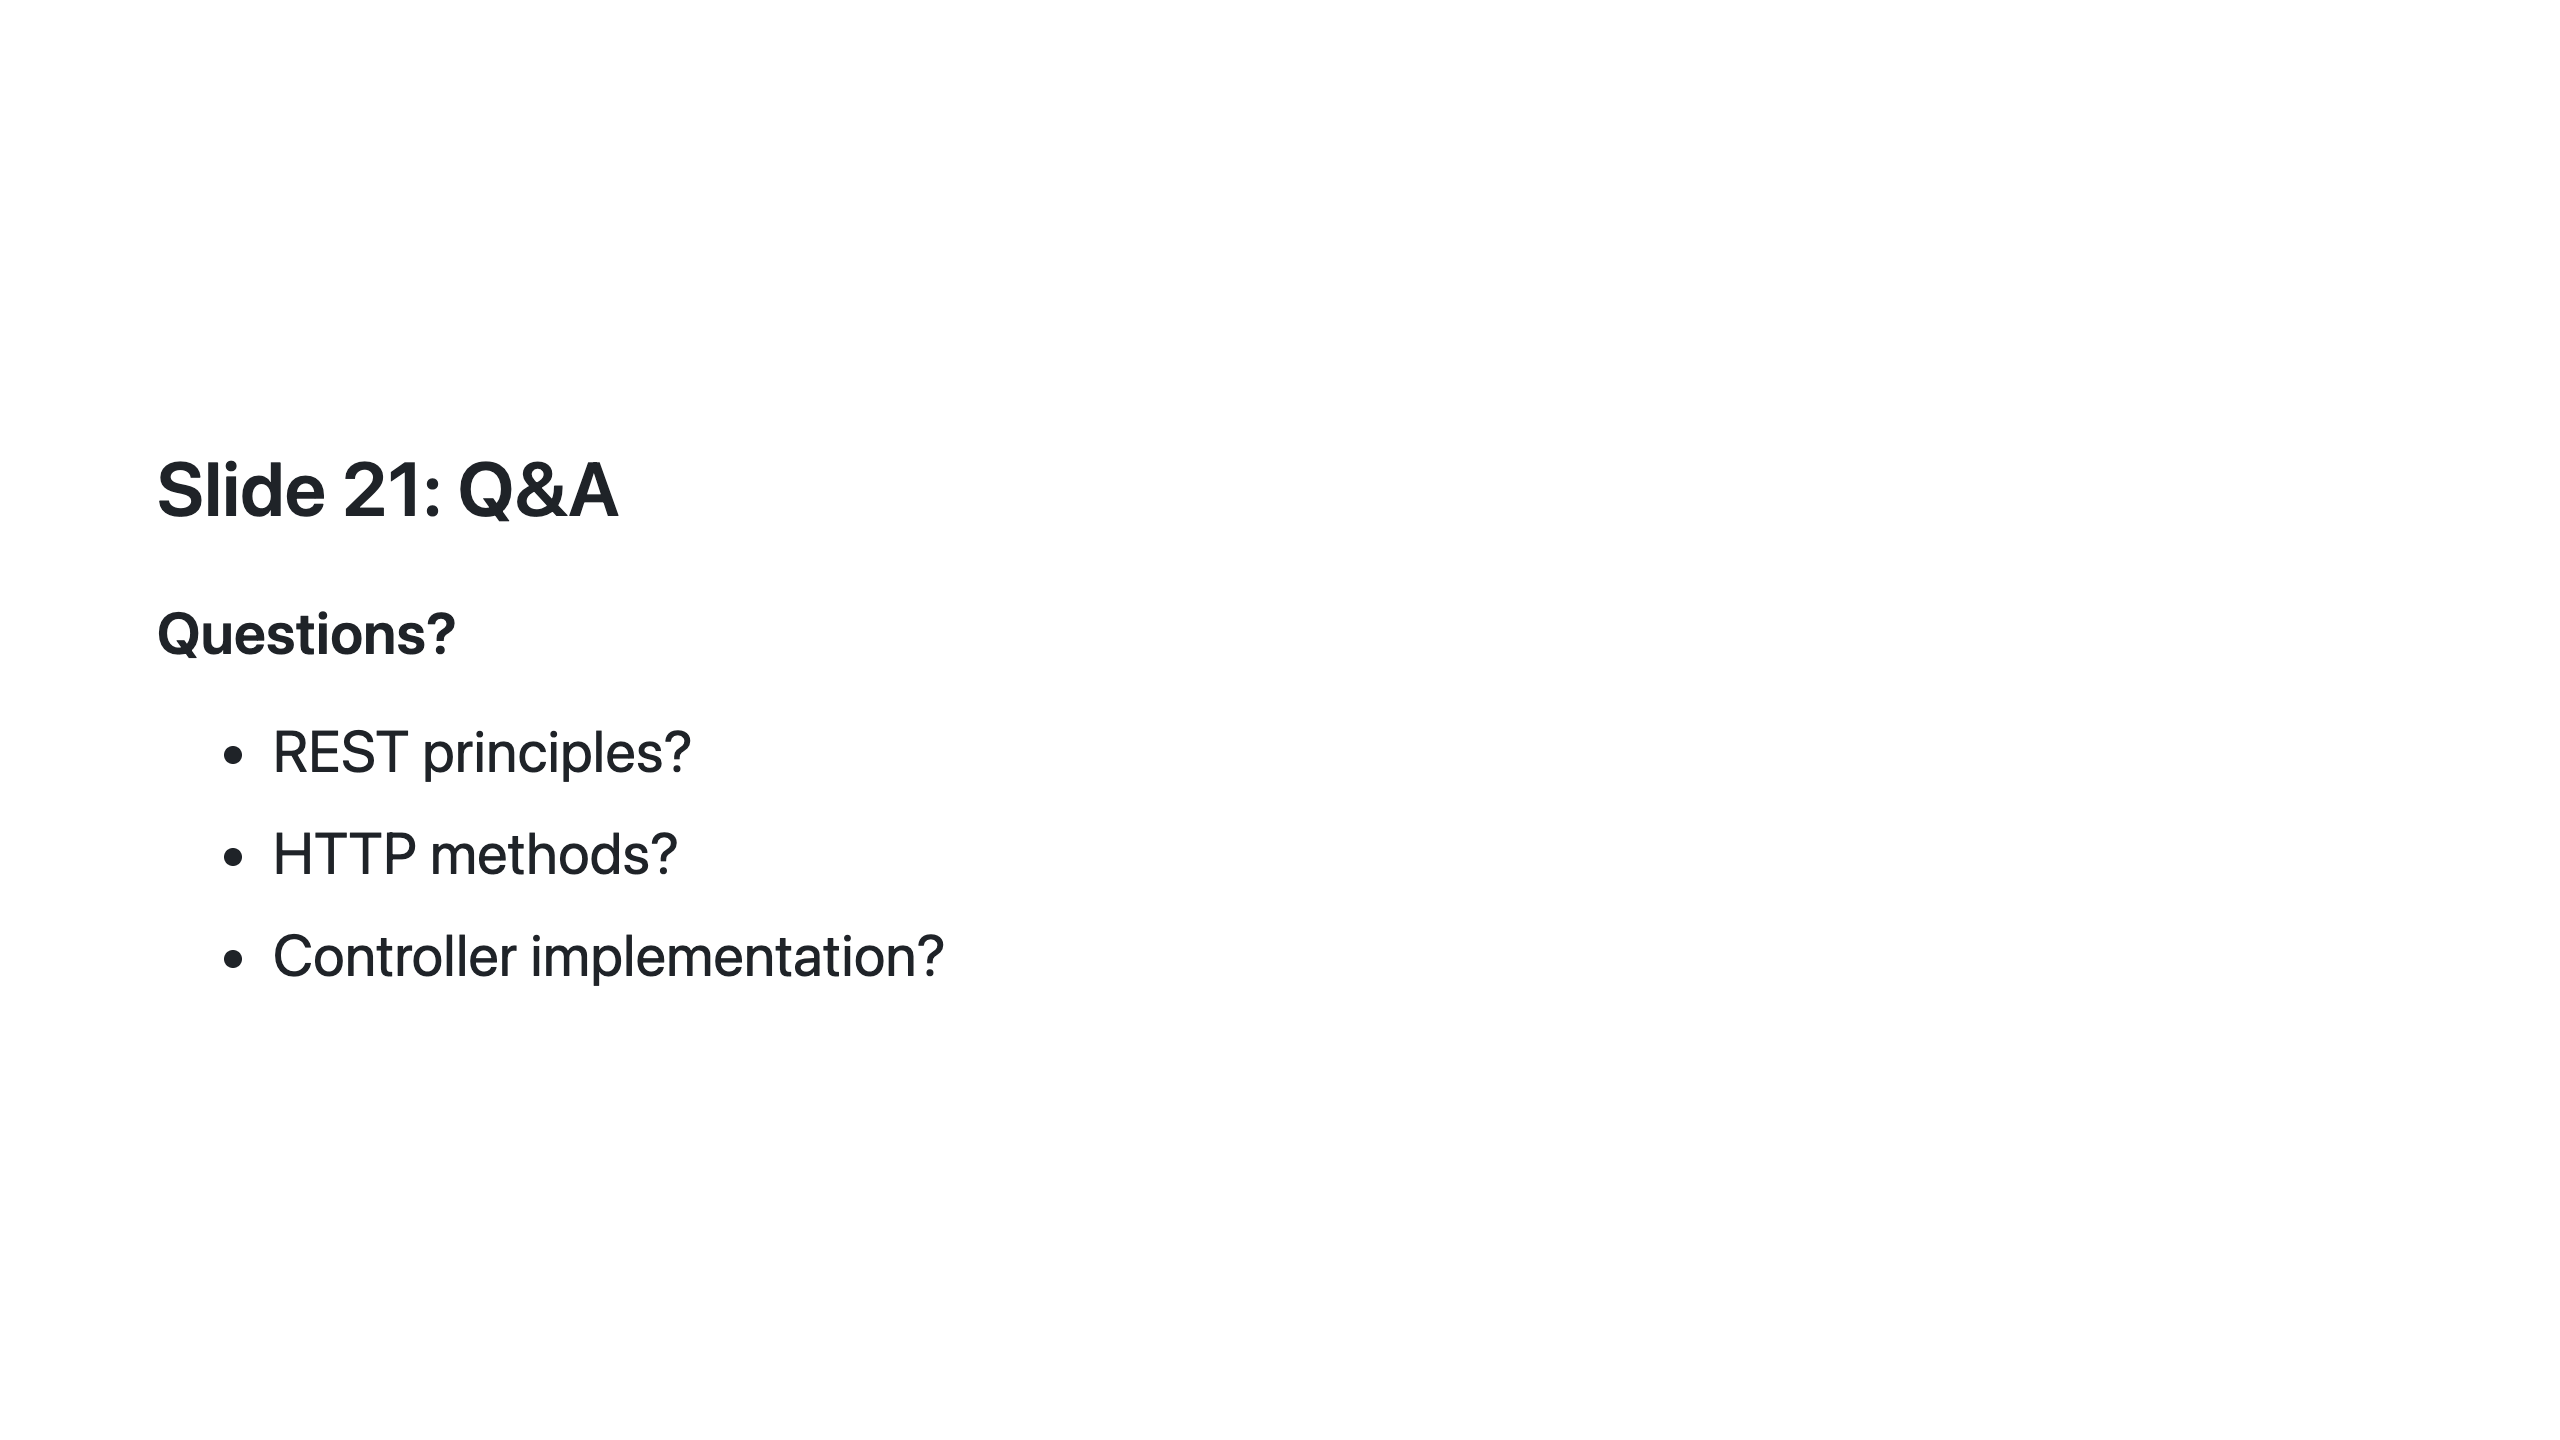 Slide 21: Q&A
Questions?
• REST principles?
• HTTP methods?
• Controller implementation?